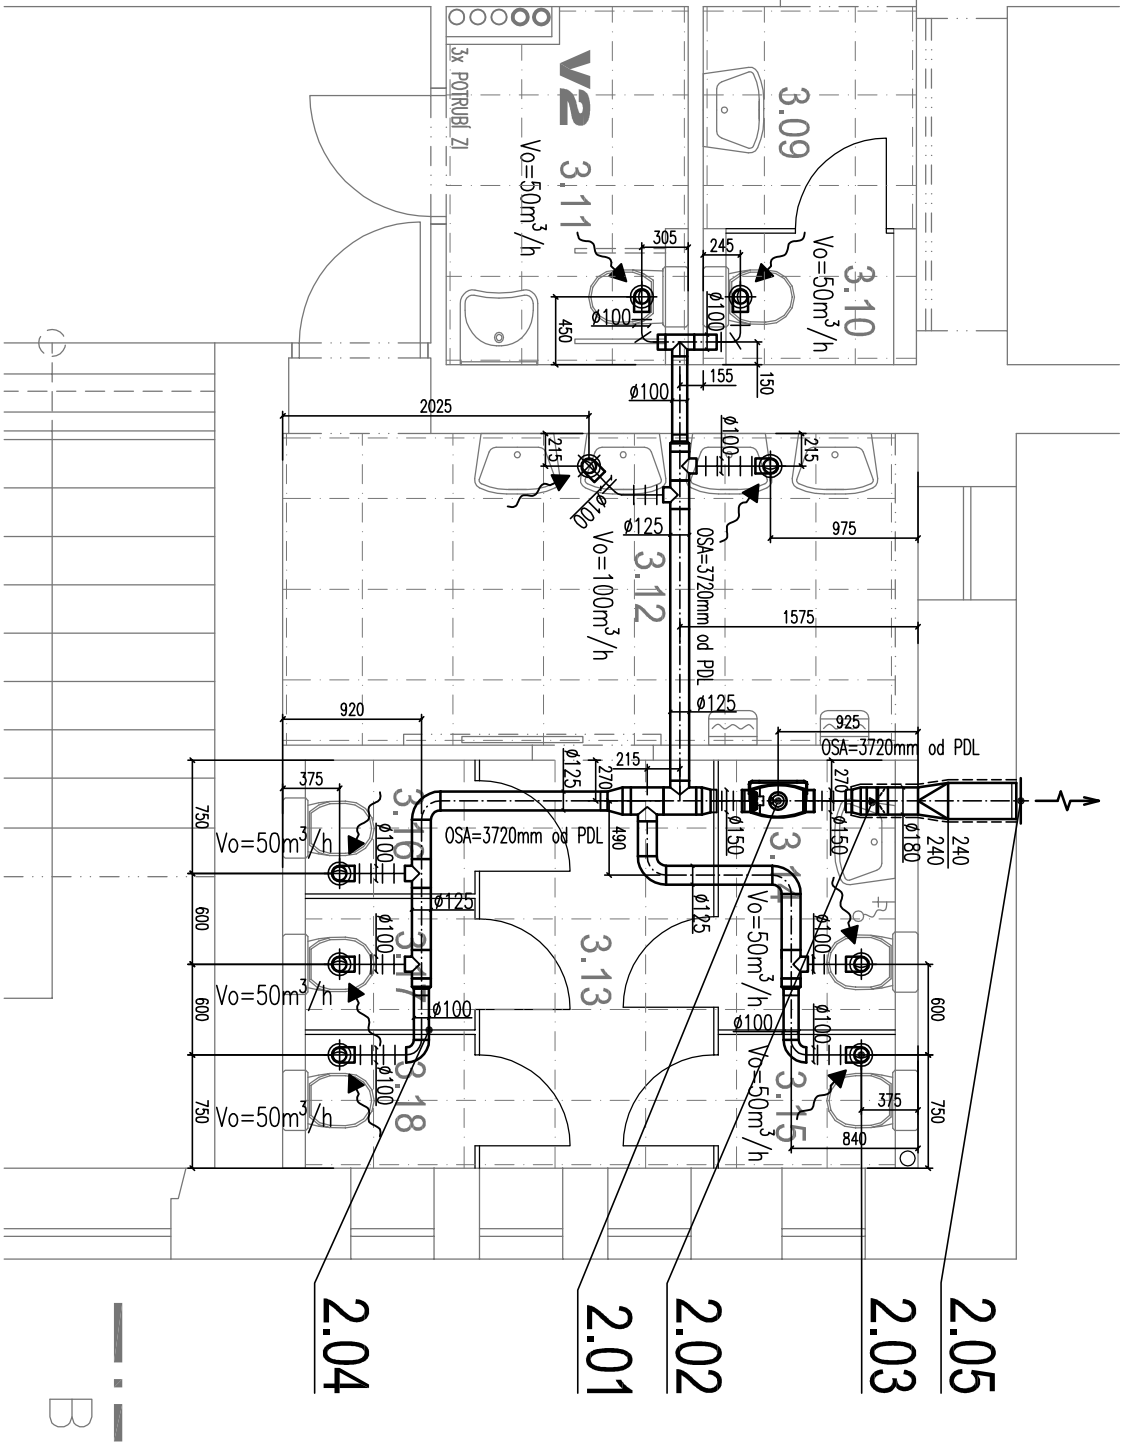 3x POTRUBÍ ZI
V2
3.09
3.11
Vo=50m³/h
3.10
Vo=50m³/h
305
245
ø100
ø100
450
150
155
ø100
2025
215
ø100
215
ø100
ø125
975
OSA=3720mm od PDL
3.12
Vo=100m³/h
1575
ø125
920
925
OSA=3720mm od PDL
215
270
ø125
270
375
750
3.16
Vo=50m³/h
ø100
OSA=3720mm od PDL
490
ø150
3.14
ø150
ø180
240
240
ø125
ø125
Vo=50m³/h
600
ø100
3.17
3.13
ø100
Vo=50m³/h
600
ø100
ø100
ø100
600
ø100
3.18
Vo=50m³/h
750
Vo=50m³/h
3.15
375
750
840
2.04
2.01
2.02
2.03
2.05
B